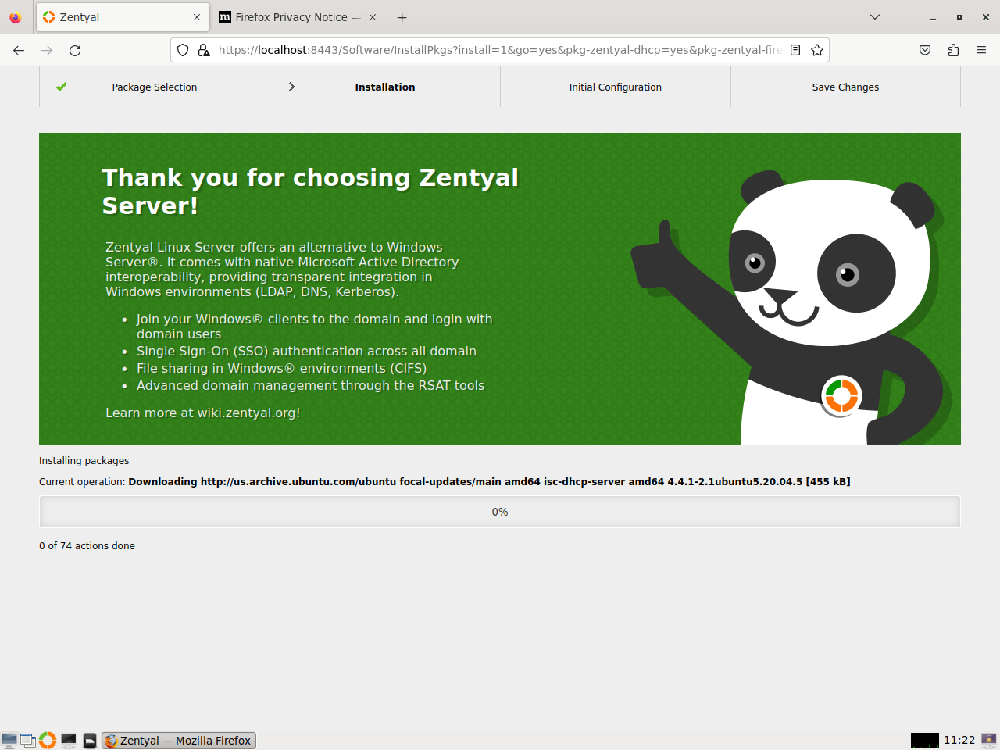 Zentyal
Firefox Privacy Notice —
https://localhost:8443/Software/InstallPkgs?install=1&go=yes&pkg-zentyal-dhcp=yes&pkg-zentyal-fire
Package Selection
Installation
Initial Configuration
Save Changes
Thank you for choosing Zentyal
Server!
Zentyal Linux Server offers an alternative to Windows
Server®. It comes with native Microsoft Active Directory
interoperability, providing transparent integration in
Windows environments (LDAP, DNS, Kerberos).
• Join your Windows® clients to the domain and login with
domain users
• Single Sign-On (SSO) authentication across all domain
• File sharing in Windows® environments (CIFS)
• Advanced domain management through the RSAT tools
Learn more at wiki.zentyal.org!
Installing packages
Current operation: Downloading http://us.archive.ubuntu.com/ubuntu focal-updates/main amd64 isc-dhcp-server amd64 4.4.1-2.1ubuntu5.20.04.5 [455 kB]
0%
0 of 74 actions done
Zentyal — Mozilla Firefox
11:22